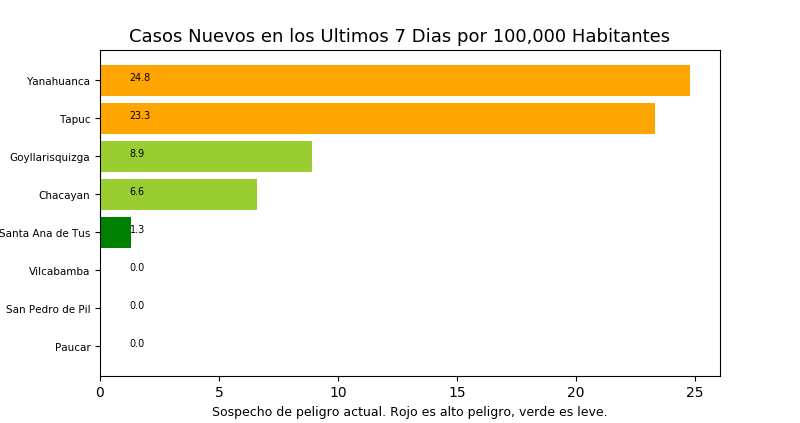 Casos Nuevos en los Ultimos 7 Dias por 100,000 Habitantes
Yanahuanca 24.8
Tapuc 23.3
Goyllarisquizga 8.9
Chacayan 6.6
Santa Ana de Tus 1.3
Vilcabamba 0.0
San Pedro de Pil 0.0
Paucar 0.0
0 5 10 15 20 25
Sospecho de peligro actual. Rojo es alto peligro, verde es leve.